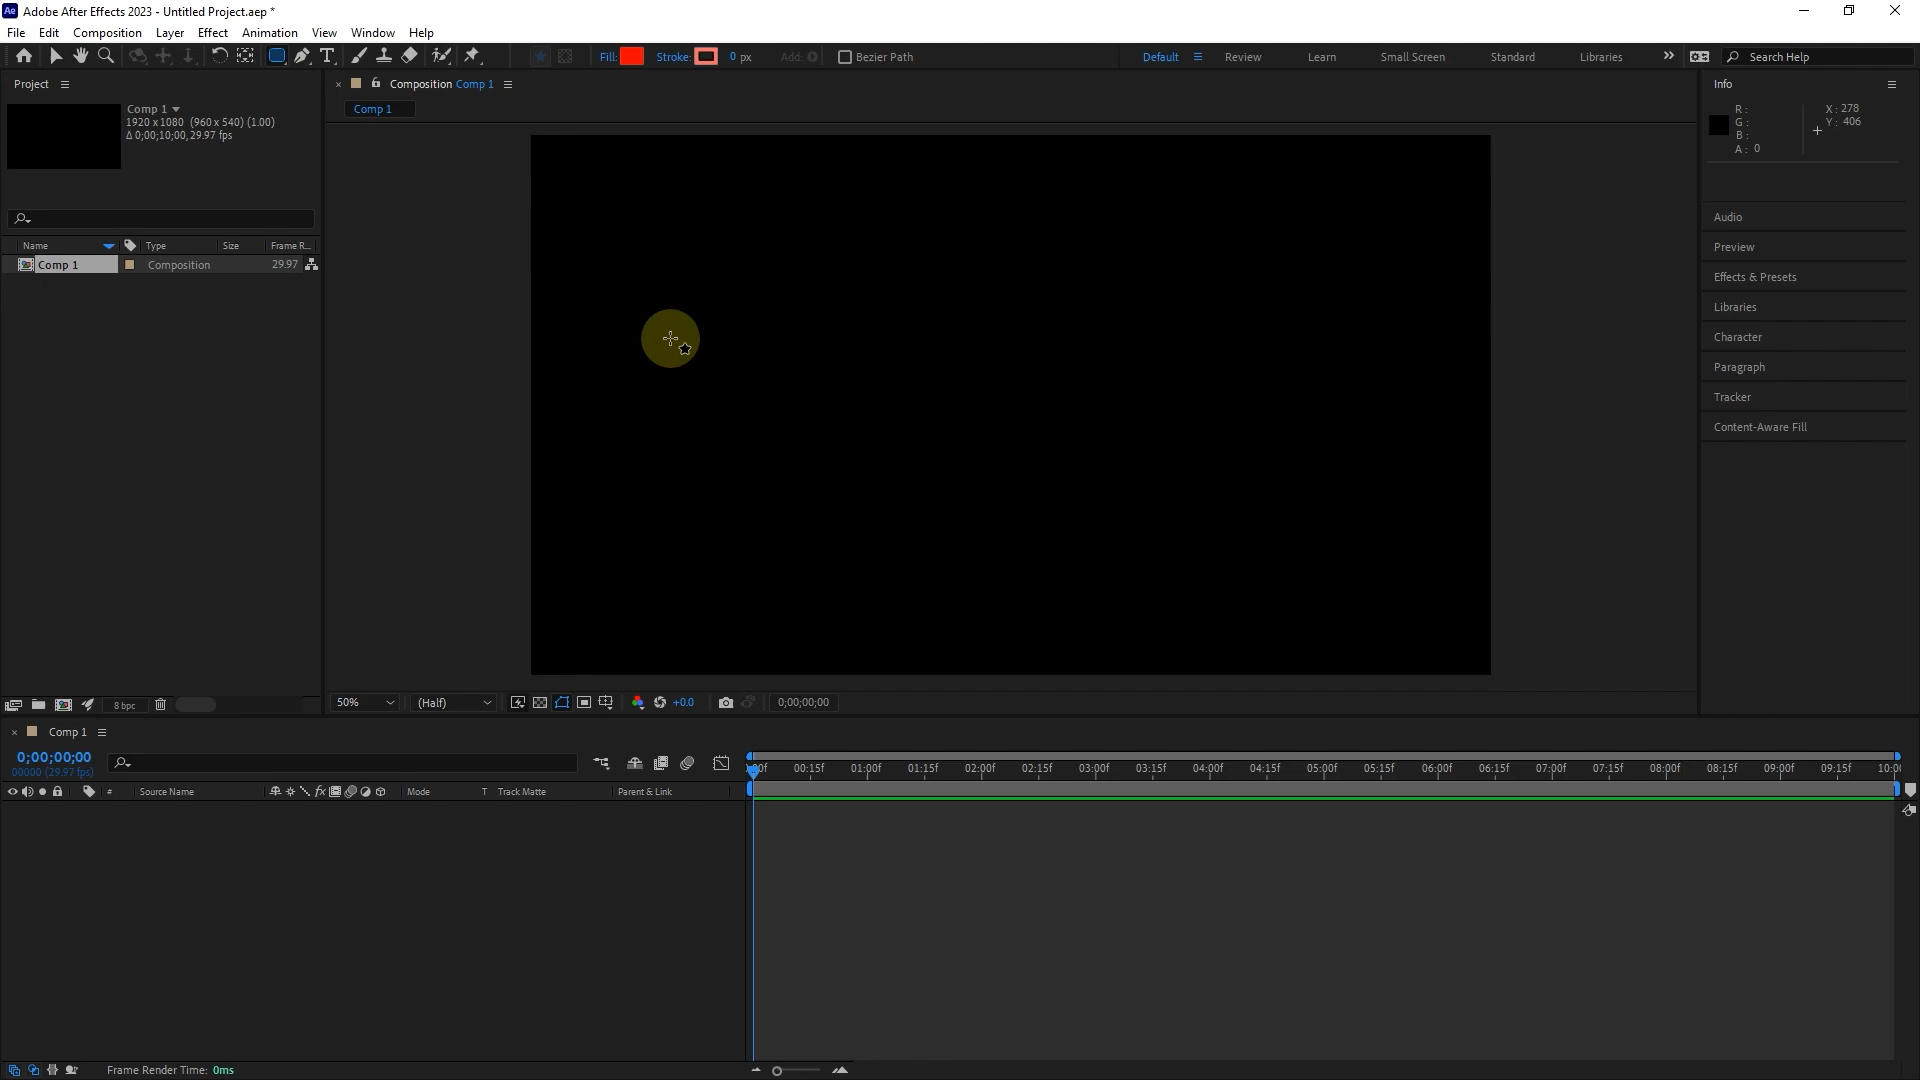 Ae Adobe After Effects 2023 - Untitled Project.aep *
File Edit Composition Layer Effect Animation View Window Help
T Fill: Stroke: 0 px Add: Bezier Path Default Review Learn Small Screen Standard Libraries Search Help
Project
Comp 1
1920 x 1080 (960 x 540) (1.00)
Δ 0;00;10;00, 29.97 fps
Name Type Size Frame R...
Comp 1 Composition 29.97
8 bpc
Composition Comp 1
Comp 1
50% (Half) +0.0 0;00;00;00
Info
R :
G :
B :
A : 0
X : 278
Y : 406
Audio
Preview
Effects & Presets
Libraries
Character
Paragraph
Tracker
Content-Aware Fill
Comp 1
0;00;00;00
00000 (29.97 fps)
# Source Name fx Mode T Track Matte Parent & Link
00:15f 01:00f 01:15f 02:00f 02:15f 03:00f 03:15f 04:00f 04:15f 05:00f 05:15f 06:00f 06:15f 07:00f 07:15f 08:00f 08:15f 09:00f 09:15f 10:00
Frame Render Time: 0ms